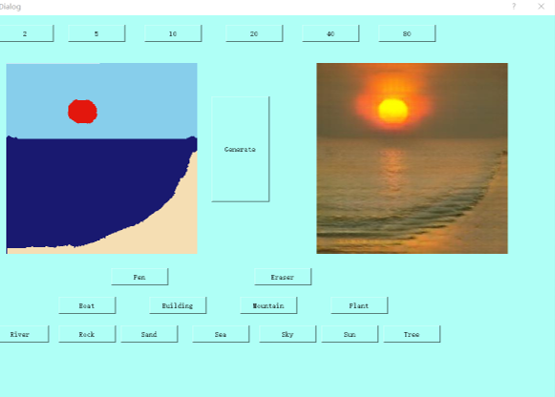 Dialog
2 5 10 20 40 80
Generate
Pen Eraser
Boat Building Mountain Plant
River Rock Sand Sea Sky Sun Tree